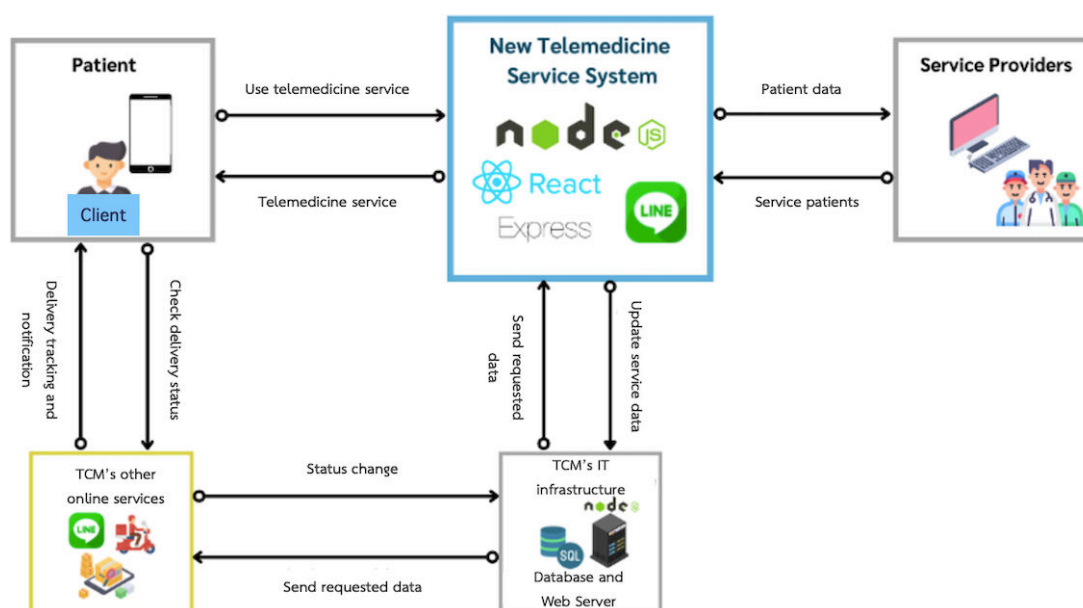 Patient
Client
Use telemedicine service
Telemedicine service
New Telemedicine
Service System
node
JS
React
Express
LINE
Patient data
Service patients
Service Providers
Delivery tracking and
notification
Check delivery status
Send requested
data
Update service data
TCM's other
online services
LINE
Status change
Send requested data
TCM's IT
infrastructure
node
SQL
Database and
Web Server